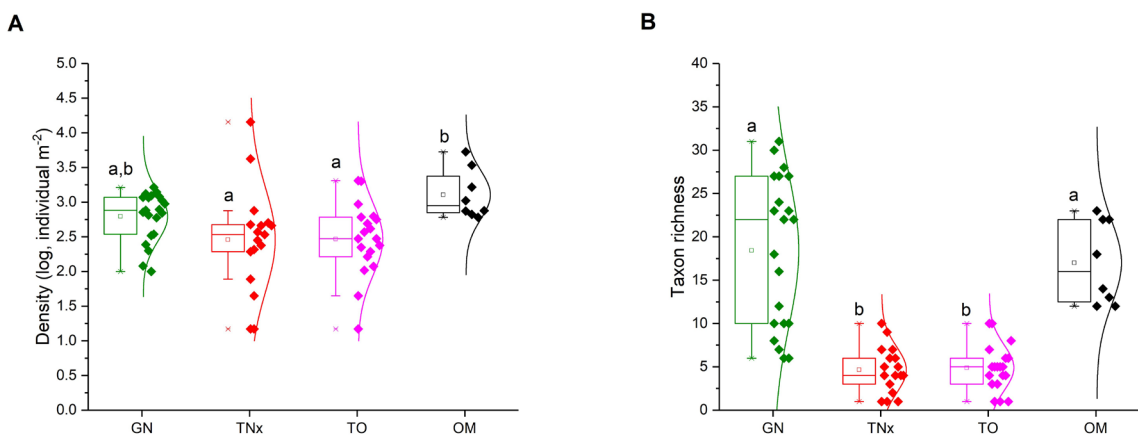 A
Density (log, individual m⁻²)
5.0
4.5
4.0
3.5
3.0
2.5
2.0
1.5
1.0
0.5
0.0
a,b
a
a
b
GN TNx TO OM
B
Taxon richness
40
35
30
25
20
15
10
5
0
a
b
b
a
GN TNx TO OM